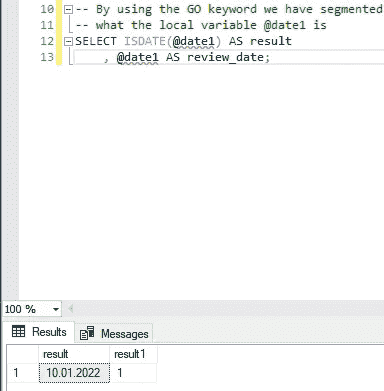 10 -- By using the GO keyword we have segmented
11 -- what the local variable @date1 is
12 SELECT ISDATE(@date1) AS result
13 , @date1 AS review_date;
100 %
Results Messages
result result1
1 10.01.2022 1